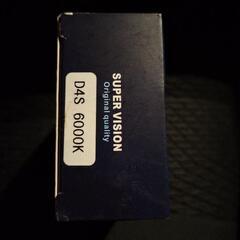 SUPER VISION
Original quality
D4S 6000K